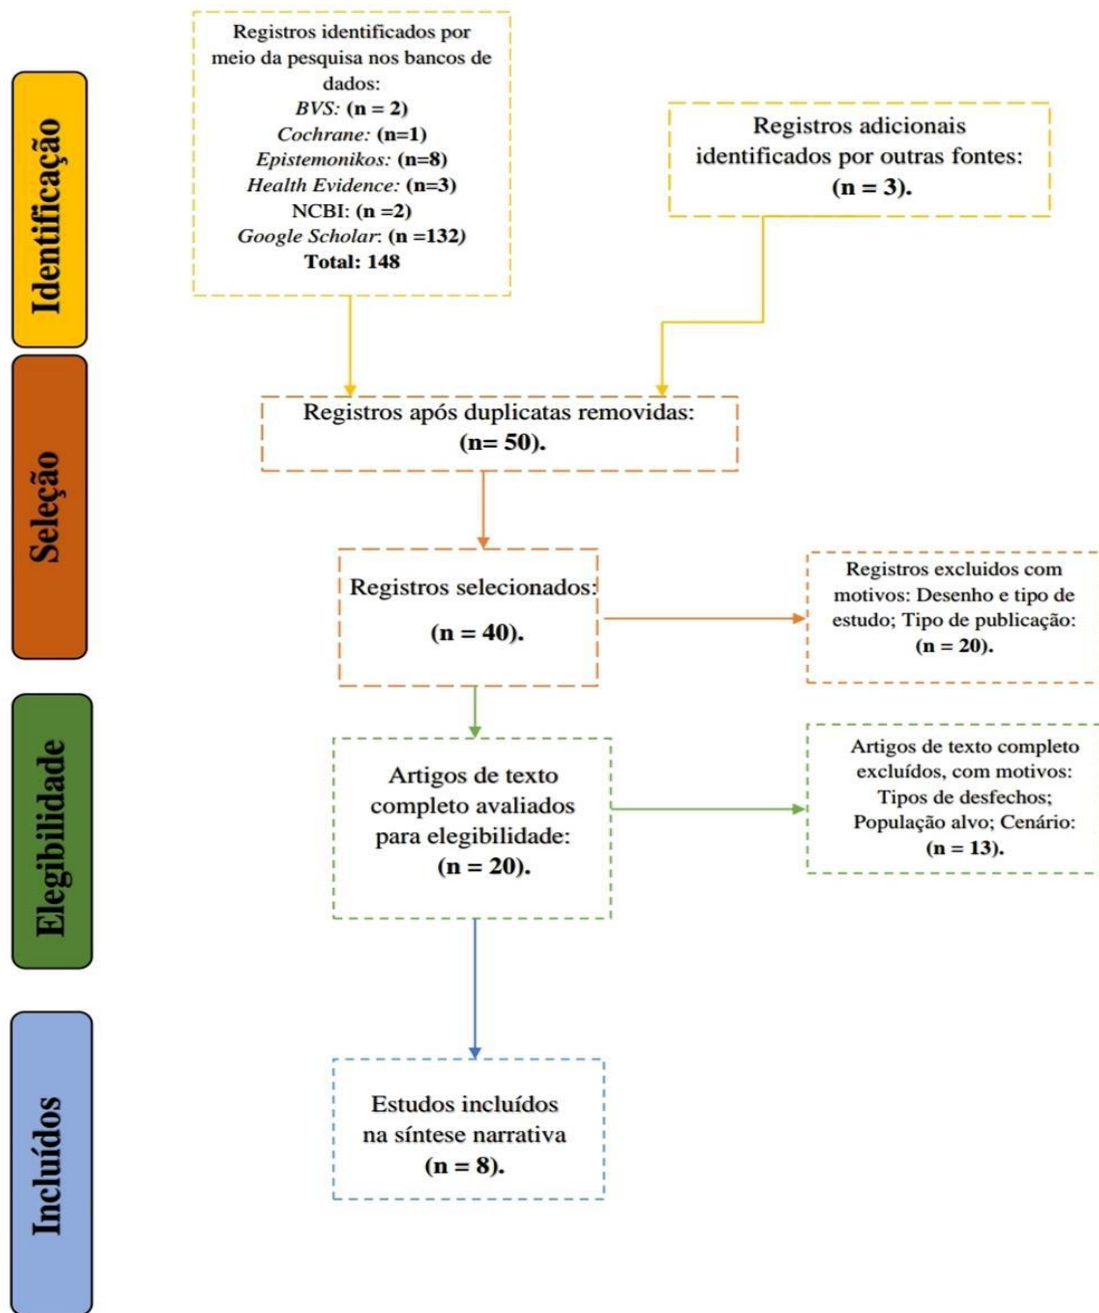 Identificação
Registros identificados por
meio da pesquisa nos bancos de
dados:
BVS: (n = 2)
Cochrane: (n=1)
Epistemonikos: (n=8)
Health Evidence: (n=3)
NCBI: (n =2)
Google Scholar: (n =132)
Total: 148
Registros adicionais
identificados por outras fontes:
(n = 3).
Seleção
Registros após duplicatas removidas:
(n= 50).
Registros selecionados:
(n = 40).
Registros excluidos com
motivos: Desenho e tipo de
estudo; Tipo de publicação:
(n = 20).
Elegibilidade
Artigos de texto
completo avaliados
para elegibilidade:
(n = 20).
Artigos de texto completo
excluídos, com motivos:
Tipos de desfechos;
População alvo; Cenário:
(n = 13).
Incluídos
Estudos incluídos
na síntese narrativa
(n = 8).